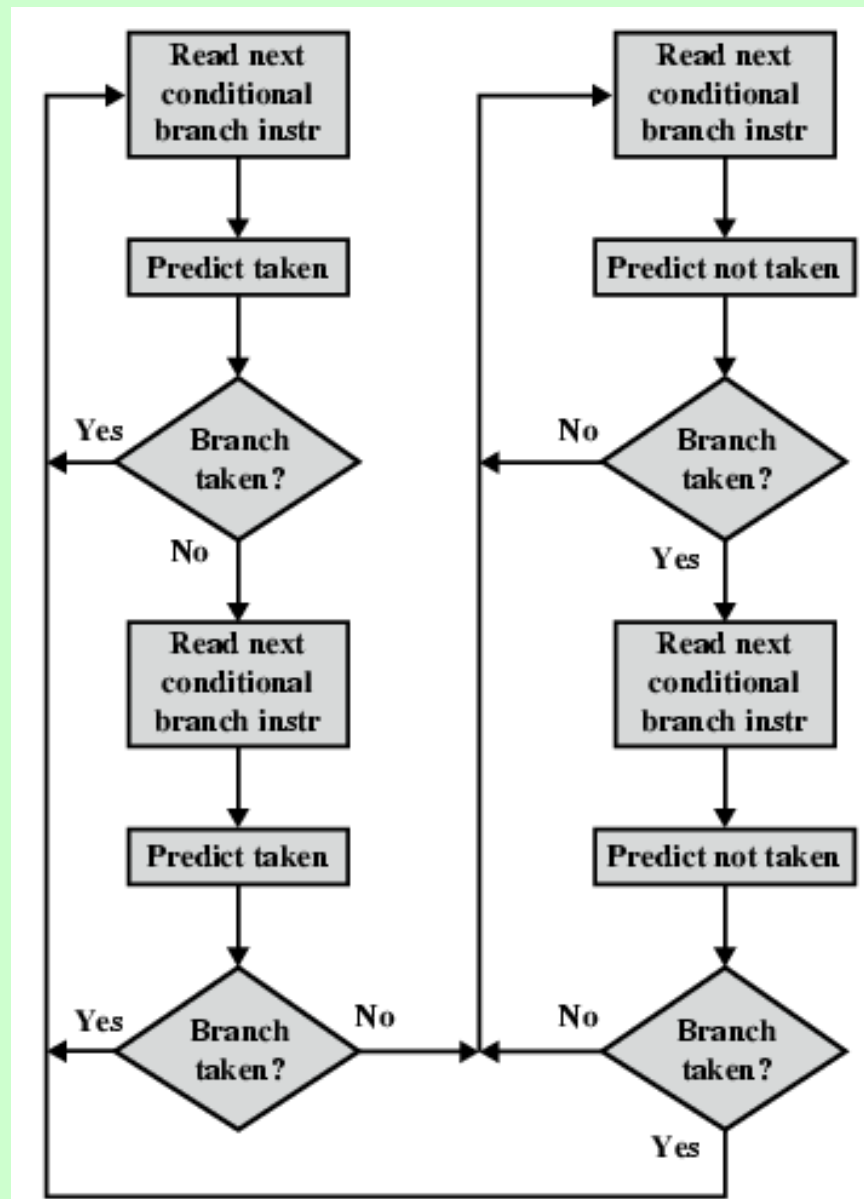 Read next
conditional
branch instr
Predict taken
Yes
Branch
taken?
No
Read next
conditional
branch instr
Predict taken
Yes
Branch
taken?
No
Read next
conditional
branch instr
Predict not taken
No
Branch
taken?
Yes
Read next
conditional
branch instr
Predict not taken
No
Branch
taken?
Yes